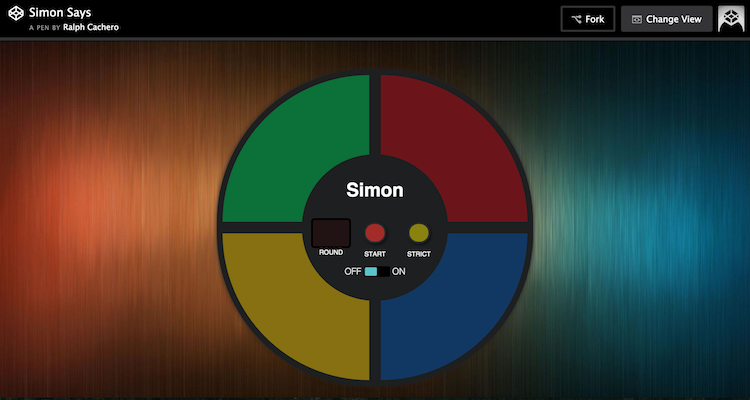 Simon Says
A PEN BY Ralph Cachero
Fork
Change View
Simon
ROUND
START
STRICT
OFF ON